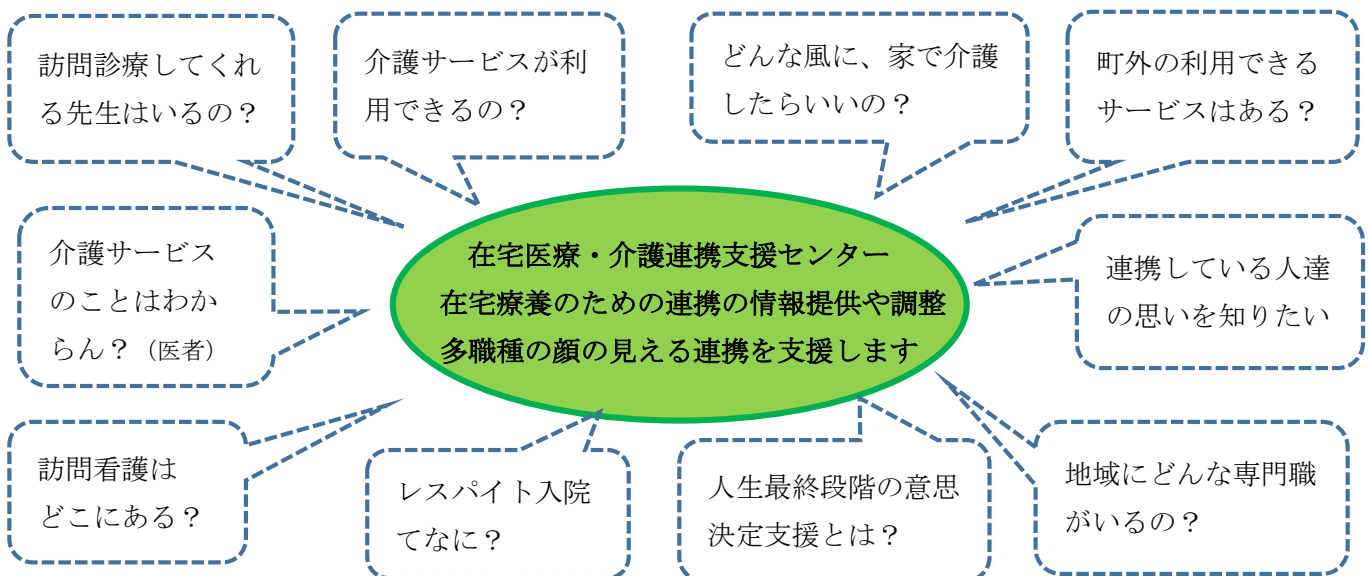 訪問診療してくれ
る先生はいるの？
介護サービスが利
用できるの？
どんな風に、家で介護
したらいいの？
町外の利用できる
サービスはある？
介護サービス
のことはわか
らん？（医者）
在宅医療・介護連携支援センター
在宅療養のための連携の情報提供や調整
多職種の顔の見える連携を支援します
連携している人達
の思いを知りたい
訪問看護は
どこにある？
レスパイト入院
てなに？
人生最終段階の意思
決定支援とは？
地域にどんな専門職
がいるの？